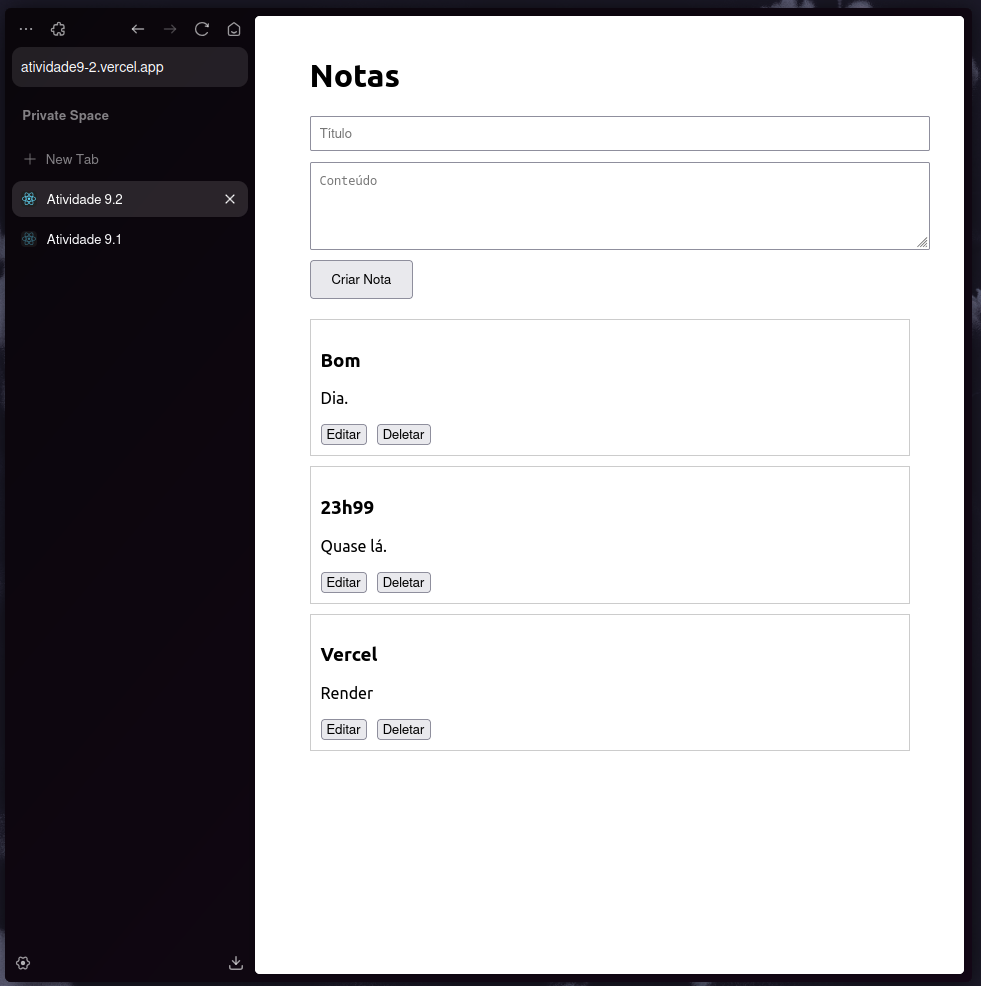 atividade9-2.vercel.app
Private Space
New Tab
Atividade 9.2
Atividade 9.1
Notas
Título
Conteúdo
Criar Nota
Bom
Dia.
Editar Deletar
23h99
Quase lá.
Editar Deletar
Vercel
Render
Editar Deletar